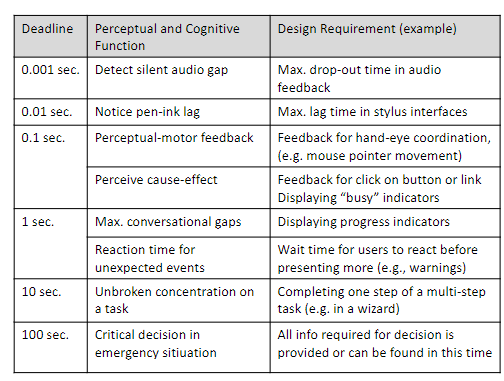 Deadline
Perceptual and Cognitive
Function
Design Requirement (example)
0.001 sec.
Detect silent audio gap
Max. drop-out time in audio
feedback
0.01 sec.
Notice pen-ink lag
Max. lag time in stylus interfaces
0.1 sec.
Perceptual-motor feedback
Feedback for hand-eye coordination,
(e.g. mouse pointer movement)
Perceive cause-effect
Feedback for click on button or link
Displaying “busy” indicators
1 sec.
Max. conversational gaps
Displaying progress indicators
Reaction time for
unexpected events
Wait time for users to react before
presenting more (e.g., warnings)
10 sec.
Unbroken concentration on
a task
Completing one step of a multi-step
task (e.g. in a wizard)
100 sec.
Critical decision in
emergency sitiuation
All info required for decision is
provided or can be found in this time